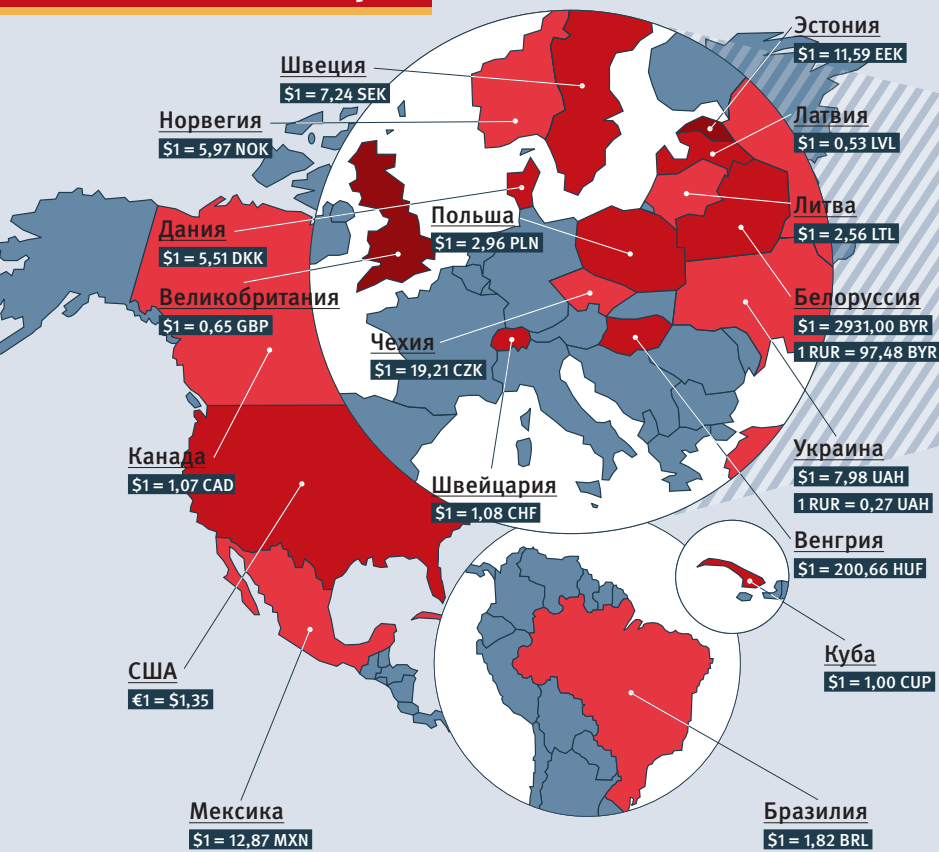 Эстония
$1 = 11,59 EEK
Швеция
$1 = 7,24 SEK
Норвегия
$1 = 5,97 NOK
Латвия
$1 = 0,53 LVL
Дания
$1 = 5,51 DKK
Польша
$1 = 2,96 PLN
Литва
$1 = 2,56 LTL
Великобритания
$1 = 0,65 GBP
Белоруссия
$1 = 2931,00 BYR
1 RUR = 97,48 BYR
Чехия
$1 = 19,21 CZK
Канада
$1 = 1,07 CAD
Швейцария
$1 = 1,08 CHF
Украина
$1 = 7,98 UAH
1 RUR = 0,27 UAH
Венгрия
$1 = 200,66 HUF
США
€1 = $1,35
Куба
$1 = 1,00 CUP
Мексика
$1 = 12,87 MXN
Бразилия
$1 = 1,82 BRL